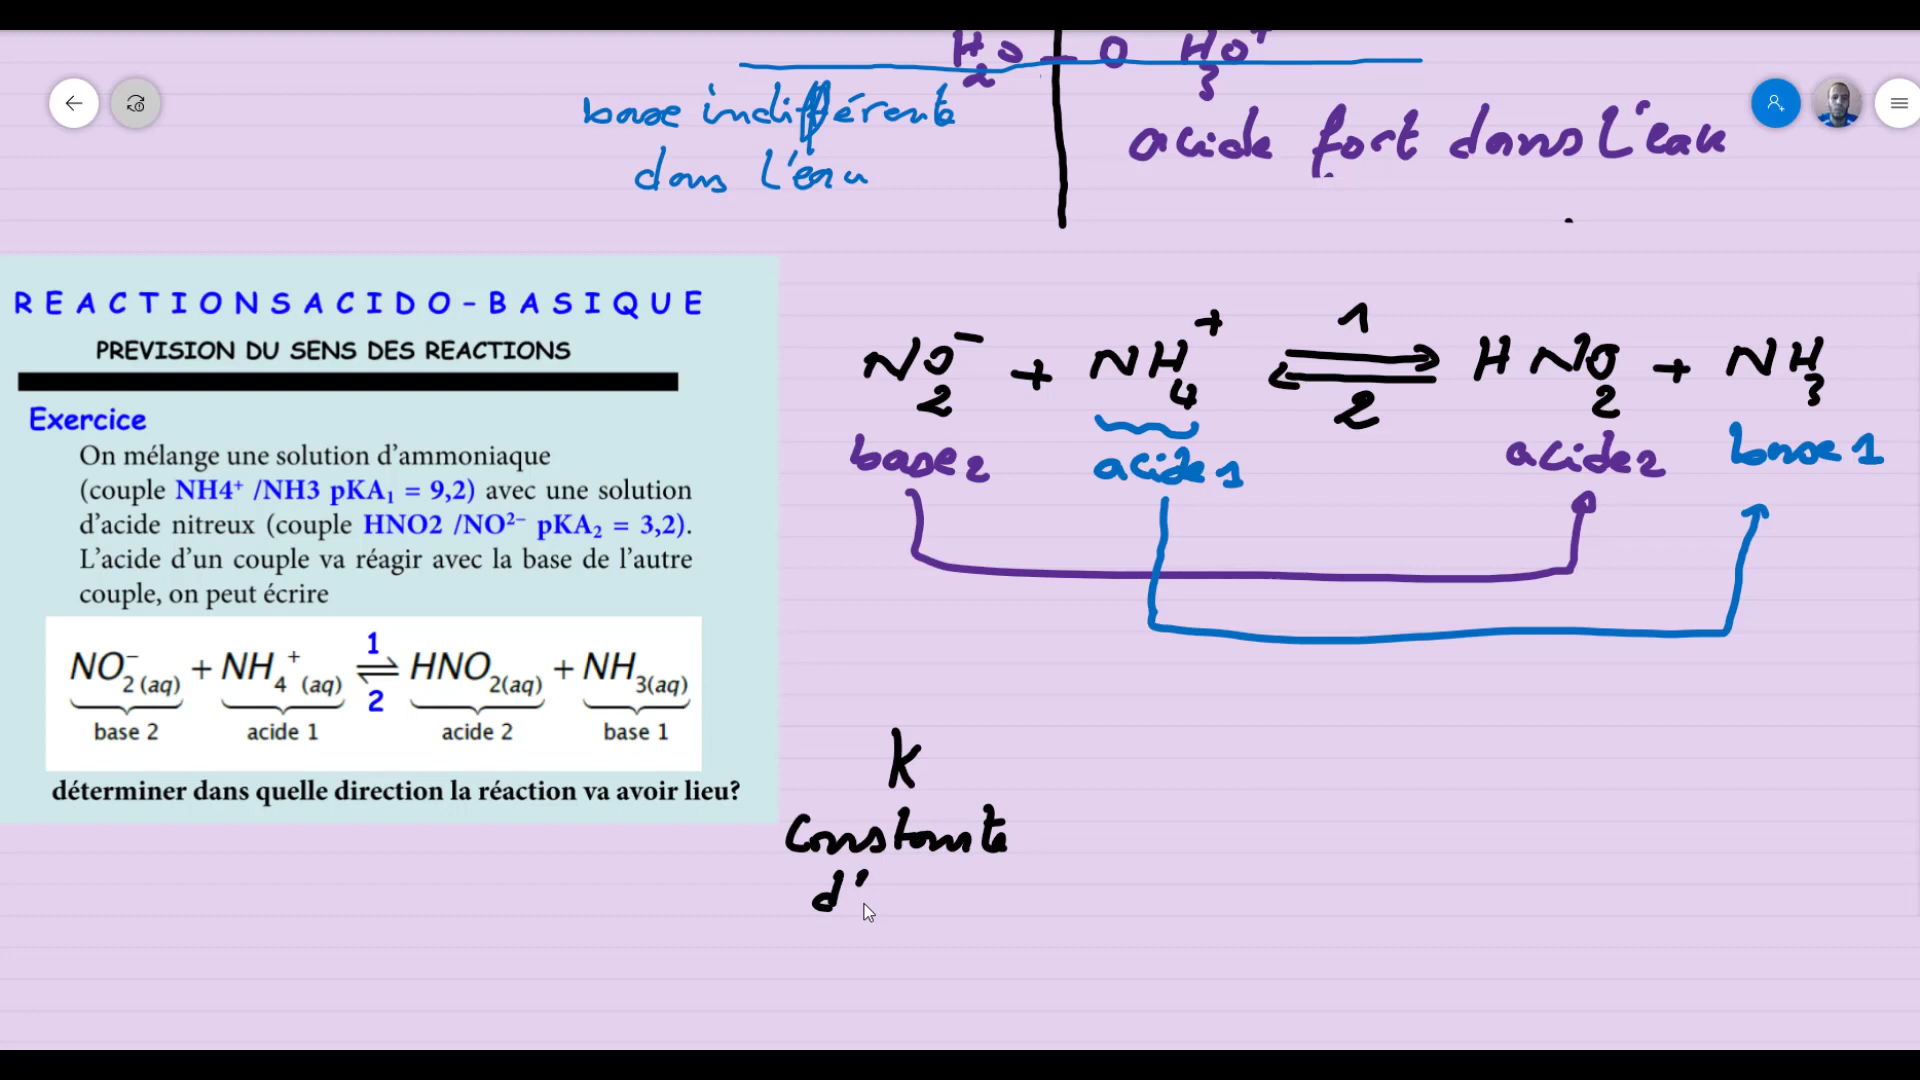 H2O — O H3O+
base indifférente
dans l'eau
acide fort dans l'eau
REACTIONS ACIDO-BASIQUE
PREVISION DU SENS DES REACTIONS
Exercice
On mélange une solution d'ammoniaque
(couple NH4⁺ /NH3 pKA₁ = 9,2) avec une solution
d'acide nitreux (couple HNO2 /NO²⁻ pKA₂ = 3,2).
L'acide d'un couple va réagir avec la base de l'autre
couple, on peut écrire
1
NO₂⁻(aq) + NH₄⁺(aq) ⇌ HNO₂(aq) + NH₃(aq)
2
base 2 acide 1 acide 2 base 1
déterminer dans quelle direction la réaction va avoir lieu?
1
NO₂⁻ + NH₄⁺ ⇌ HNO₂ + NH₃
2
base 2 acide 1 acide 2 base 1
k
Constante
d'